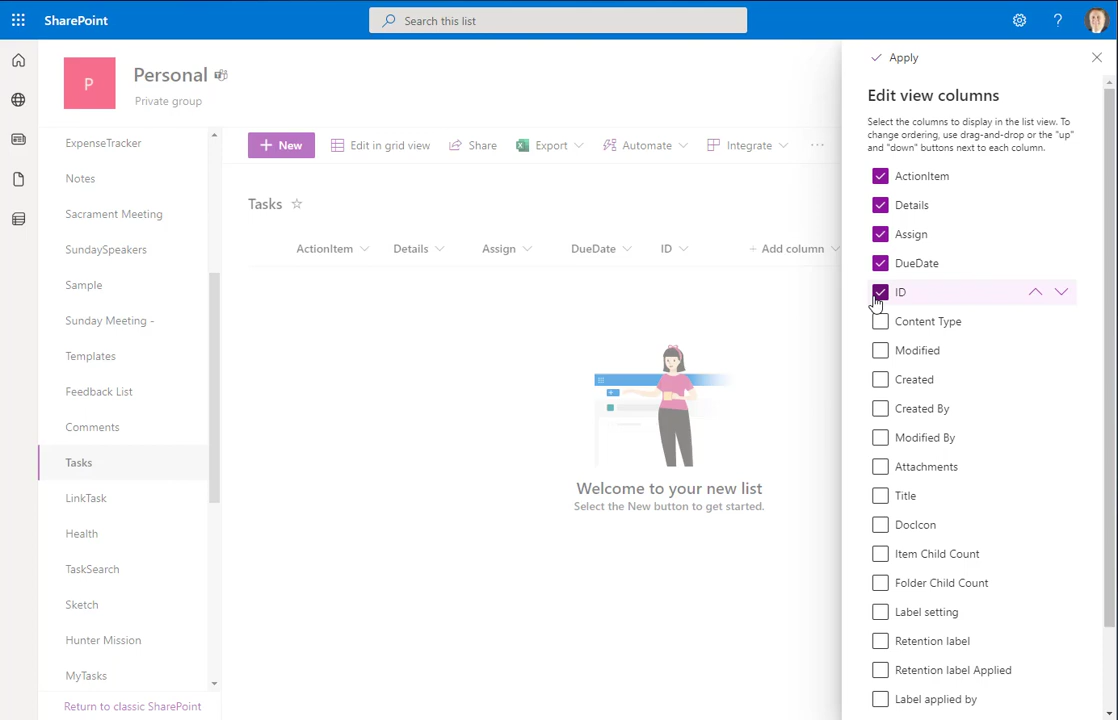 SharePoint
Search this list
P
Personal
Private group
ExpenseTracker
Notes
Sacrament Meeting
SundaySpeakers
Sample
Sunday Meeting -
Templates
Feedback List
Comments
Tasks
LinkTask
Health
TaskSearch
Sketch
Hunter Mission
MyTasks
Return to classic SharePoint
+ New
Edit in grid view
Share
Export
Automate
Integrate
···
Tasks
ActionItem
Details
Assign
DueDate
ID
+ Add column
Welcome to your new list
Select the New button to get started.
Apply
Edit view columns
Select the columns to display in the list view. To
change ordering, use drag-and-drop or the "up"
and "down" buttons next to each column.
ActionItem
Details
Assign
DueDate
ID
Content Type
Modified
Created
Created By
Modified By
Attachments
Title
DocIcon
Item Child Count
Folder Child Count
Label setting
Retention label
Retention label Applied
Label applied by